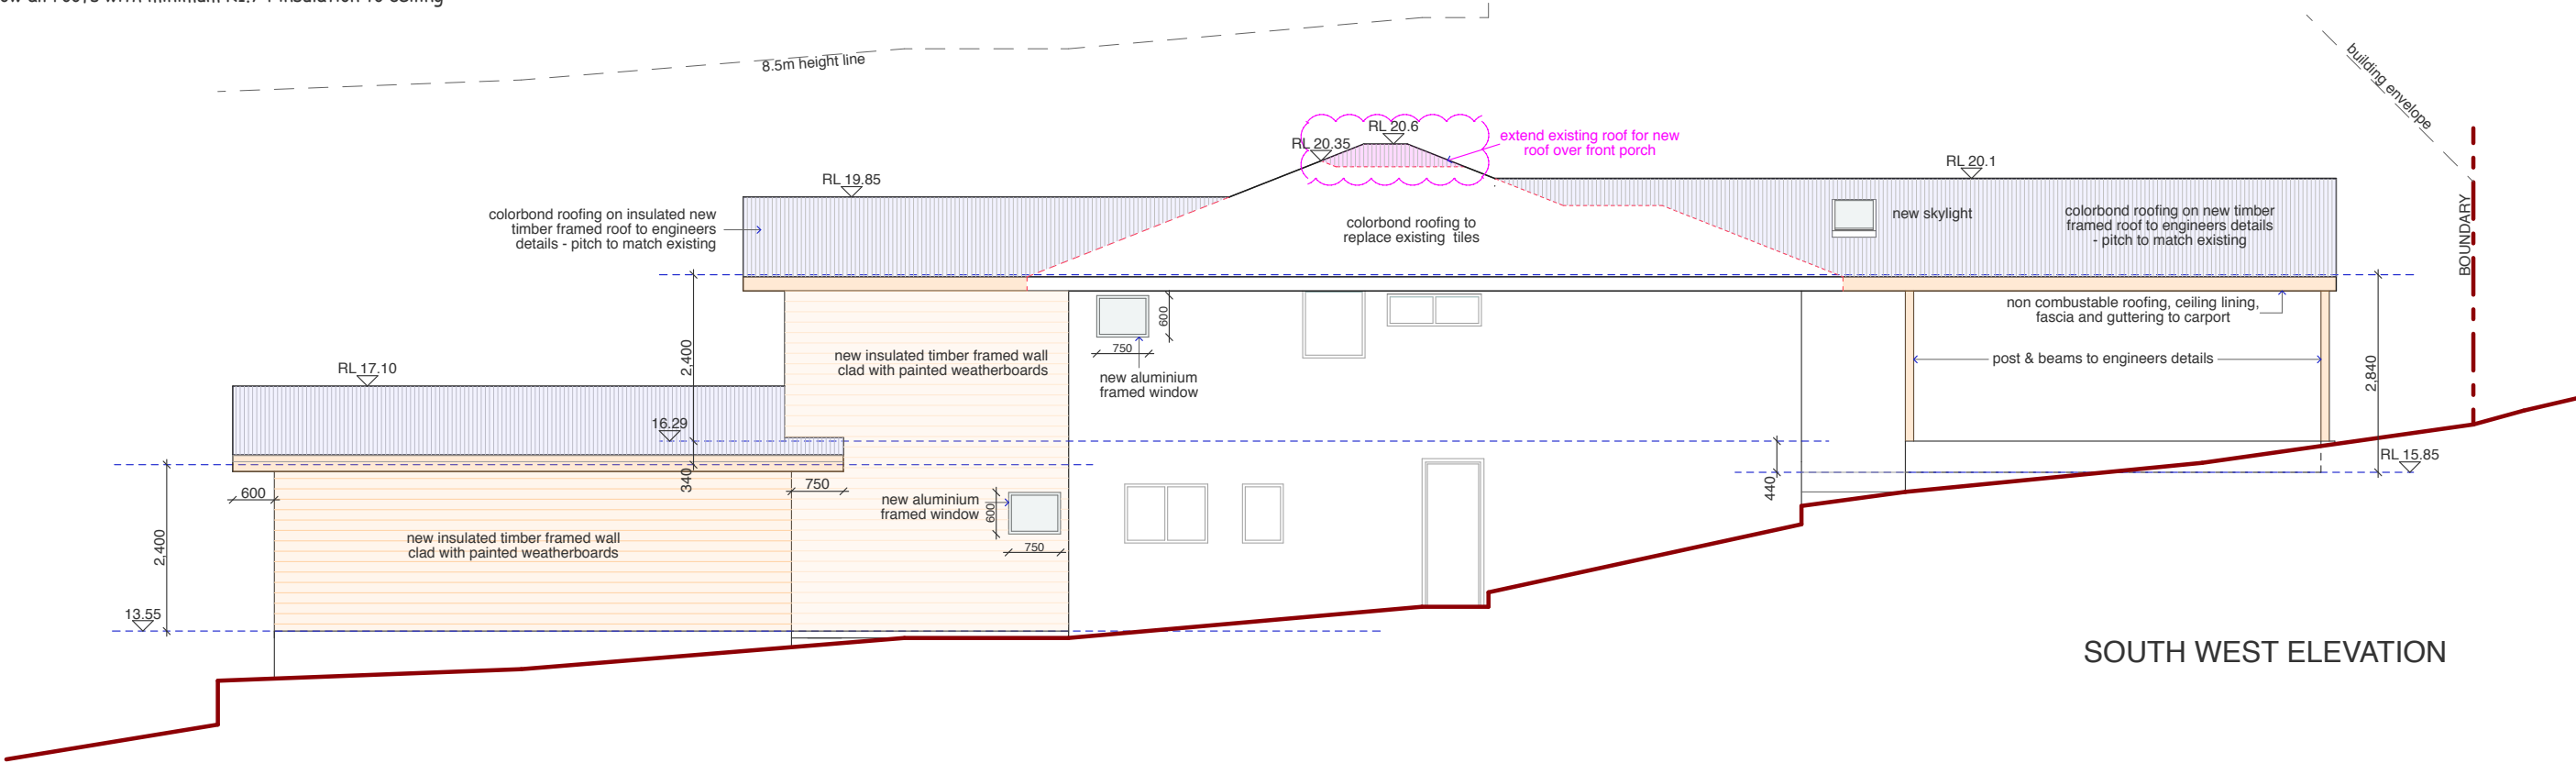 8.5m height line
building envelope
RL 20.6
RL 20.35
extend existing roof for new
roof over front porch
RL 20.1
RL 19.85
BOUNDARY
colorbond roofing on insulated new
timber framed roof to engineers
details - pitch to match existing
colorbond roofing to
replace existing tiles
new skylight
colorbond roofing on new timber
framed roof to engineers details
- pitch to match existing
non combustable roofing, ceiling lining,
fascia and guttering to carport
600
750
new aluminium
framed window
2,400
new insulated timber framed wall
clad with painted weatherboards
post & beams to engineers details
2,840
RL 17.10
16.29
340
440
RL 15.85
600
750
new aluminium
framed window
600
750
2,400
new insulated timber framed wall
clad with painted weatherboards
13.55
SOUTH WEST ELEVATION